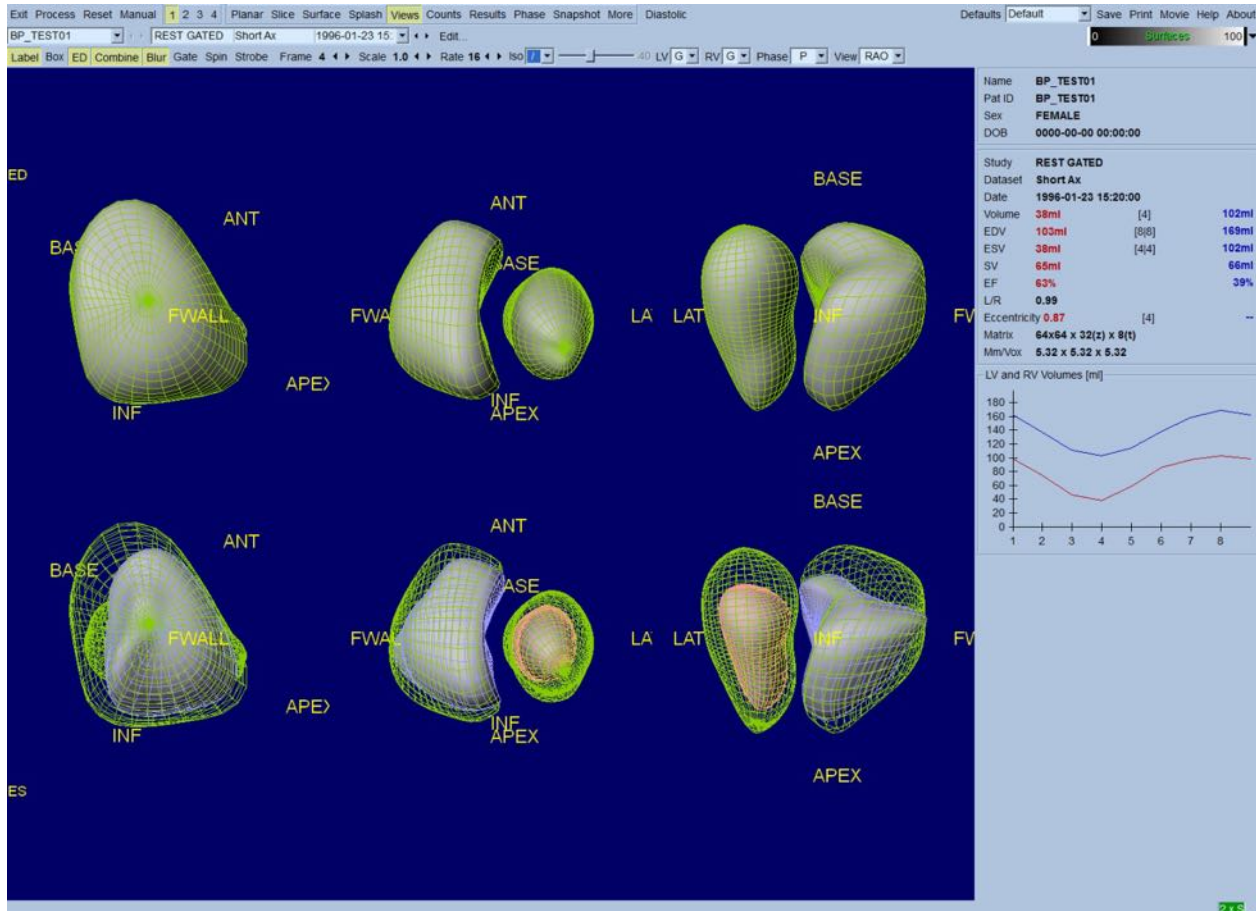 Exit Process Reset Manual 1 2 3 4 Planar Slice Surface Splash Views Counts Results Phase Snapshot More Diastolic Defaults Default Save Print Movie Help About
BP_TEST01 REST GATED Short Ax 1996-01-23 15: Edit... 0 Surfaces 100
Label Box ED Combine Blur Gate Spin Strobe Frame 4 Scale 1.0 Rate 16 Iso 40 LV G RV G Phase P View RAO
Name BP_TEST01
Pat ID BP_TEST01
Sex FEMALE
DOB 0000-00-00 00:00:00
Study REST GATED
Dataset Short Ax
Date 1996-01-23 15:20:00
Volume 38ml [4] 102ml
EDV 103ml [8|8] 169ml
ESV 38ml [4|4] 102ml
SV 65ml 66ml
EF 63% 39%
L/R 0.99
Eccentricity 0.87 [4] --
Matrix 64x64 x 32(z) x 8(t)
Mm/Vox 5.32 x 5.32 x 5.32
LV and RV Volumes [ml]
180
160
140
120
100
80
60
40
20
0
1 2 3 4 5 6 7 8
ED
ANT
BAS
FWALL
APEX
INF
ANT
BASE
FWA
LA
INF
APEX
BASE
LAT
INF
FW
APEX
ANT
BASE
FWALL
APEX
INF
ANT
BASE
FWAL
LA
INF
APEX
BASE
LAT
INF
FW
APEX
ES
2 x S